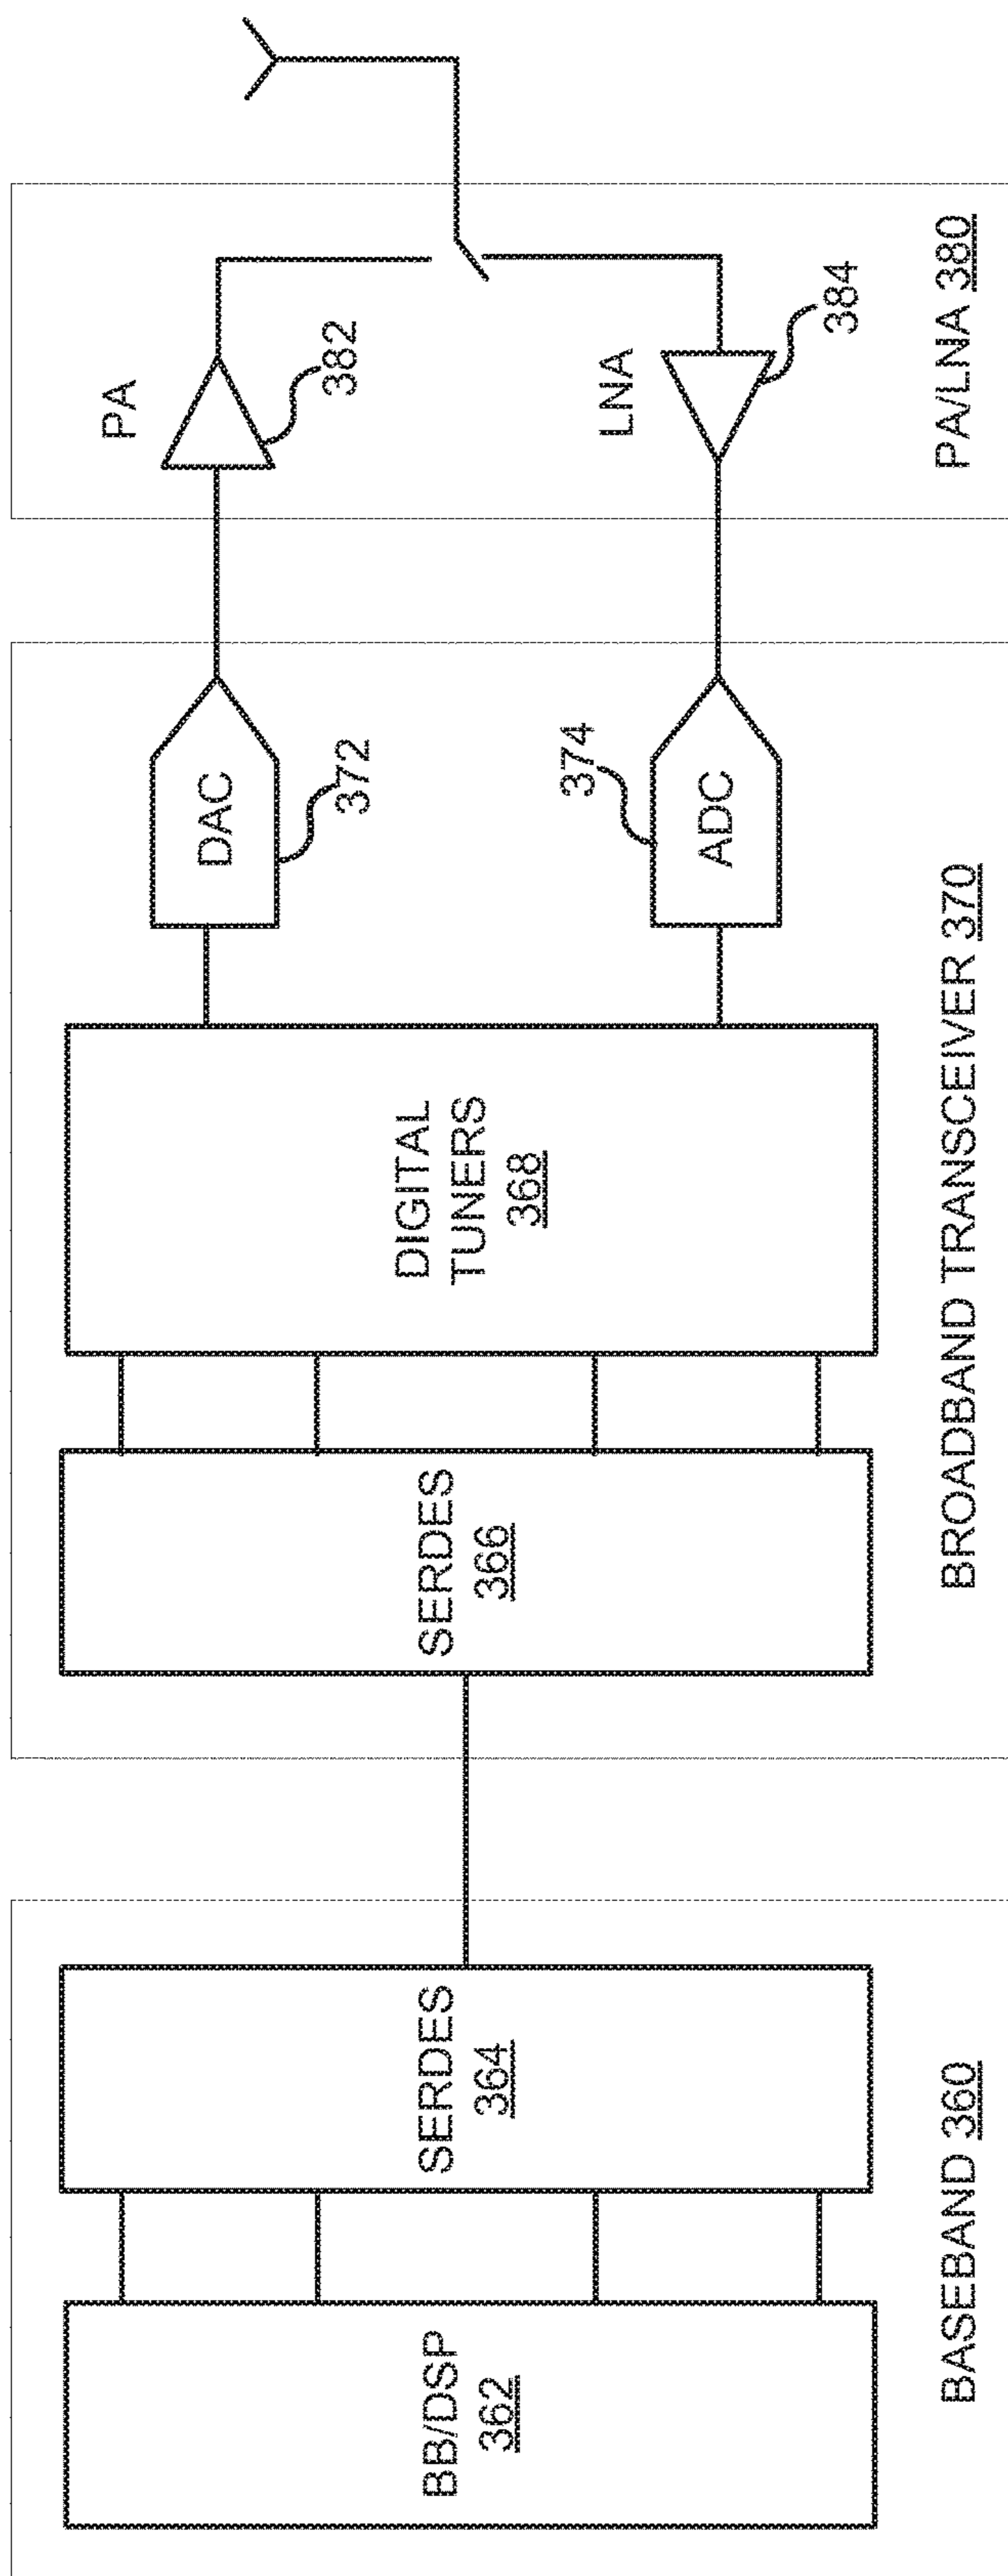 BB/DSP
362
SERDES
364
BASEBAND 360
SERDES
366
DIGITAL
TUNERS
368
DAC
372
374
ADC
BROADBAND TRANSCEIVER 370
PA
382
LNA
384
PA/LNA 380